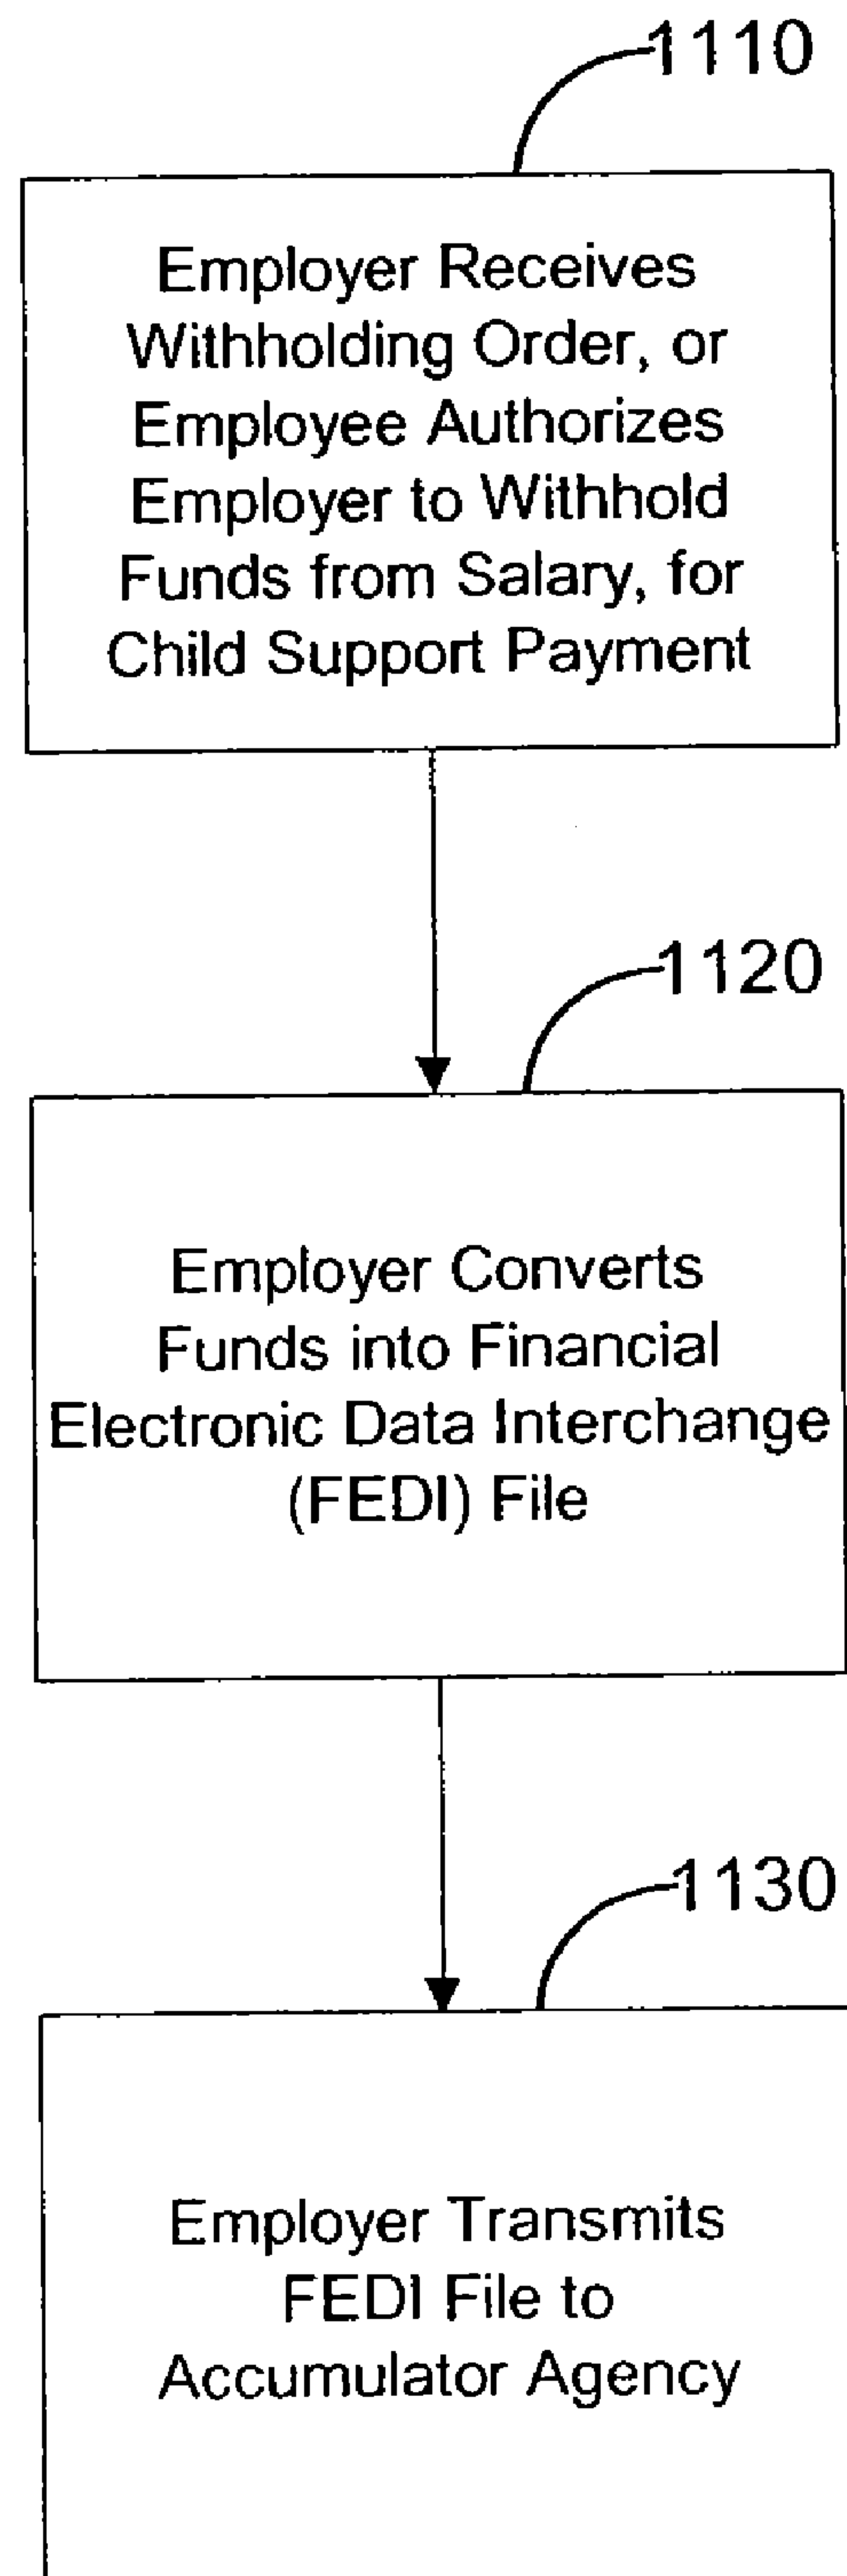 1110
Employer Receives
Withholding Order, or
Employee Authorizes
Employer to Withhold
Funds from Salary, for
Child Support Payment
1120
Employer Converts
Funds into Financial
Electronic Data Interchange
(FEDI) File
1130
Employer Transmits
FEDI File to
Accumulator Agency